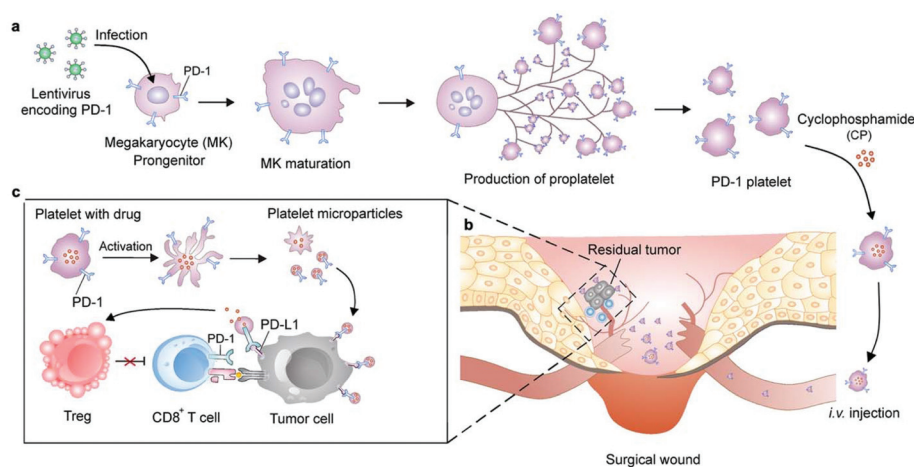 a
Infection
PD-1
Lentivirus
encoding PD-1
Megakaryocyte (MK)
Prongenitor
MK maturation
Production of proplatelet
PD-1 platelet
Cyclophosphamide
(CP)
c
Platelet with drug
Activation
Platelet microparticles
PD-1
PD-L1
PD-1
Treg
CD8+ T cell
Tumor cell
b
Residual tumor
i.v. injection
Surgical wound